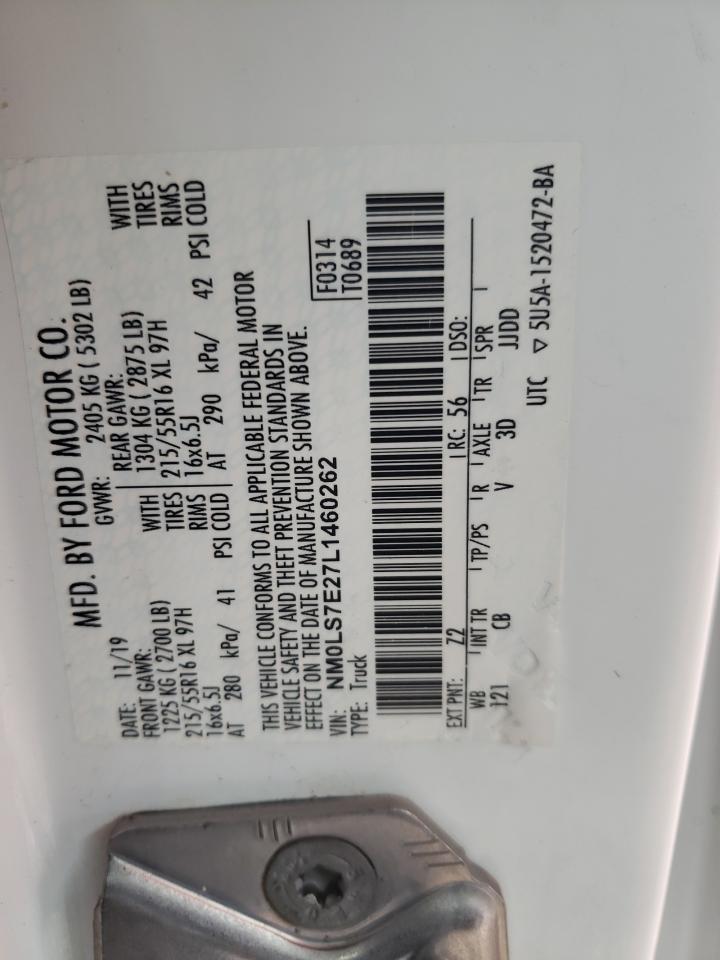 MFD. BY FORD MOTOR CO.
DATE: 11/19 GVWR: 2405 KG ( 5302 LB)
FRONT GAWR: REAR GAWR:
1225 KG ( 2700 LB) WITH 1304 KG ( 2875 LB) WITH
215/55R16 XL 97H TIRES 215/55R16 XL 97H TIRES
16x6.5J RIMS 16x6.5J RIMS
AT 280 kPa/ 41 PSI COLD AT 290 kPa/ 42 PSI COLD
THIS VEHICLE CONFORMS TO ALL APPLICABLE FEDERAL MOTOR
VEHICLE SAFETY AND THEFT PREVENTION STANDARDS IN
EFFECT ON THE DATE OF MANUFACTURE SHOWN ABOVE.
VIN: NM0LS7E27L1460262 F0314
TYPE: Truck T0689
EXT PNT: Z2 RC: 56 DSO:
WB INT TR TP/PS R AXLE TR SPR
121 CB V 3D JJDD
UTC ▽ 5U5A-1520472-BA